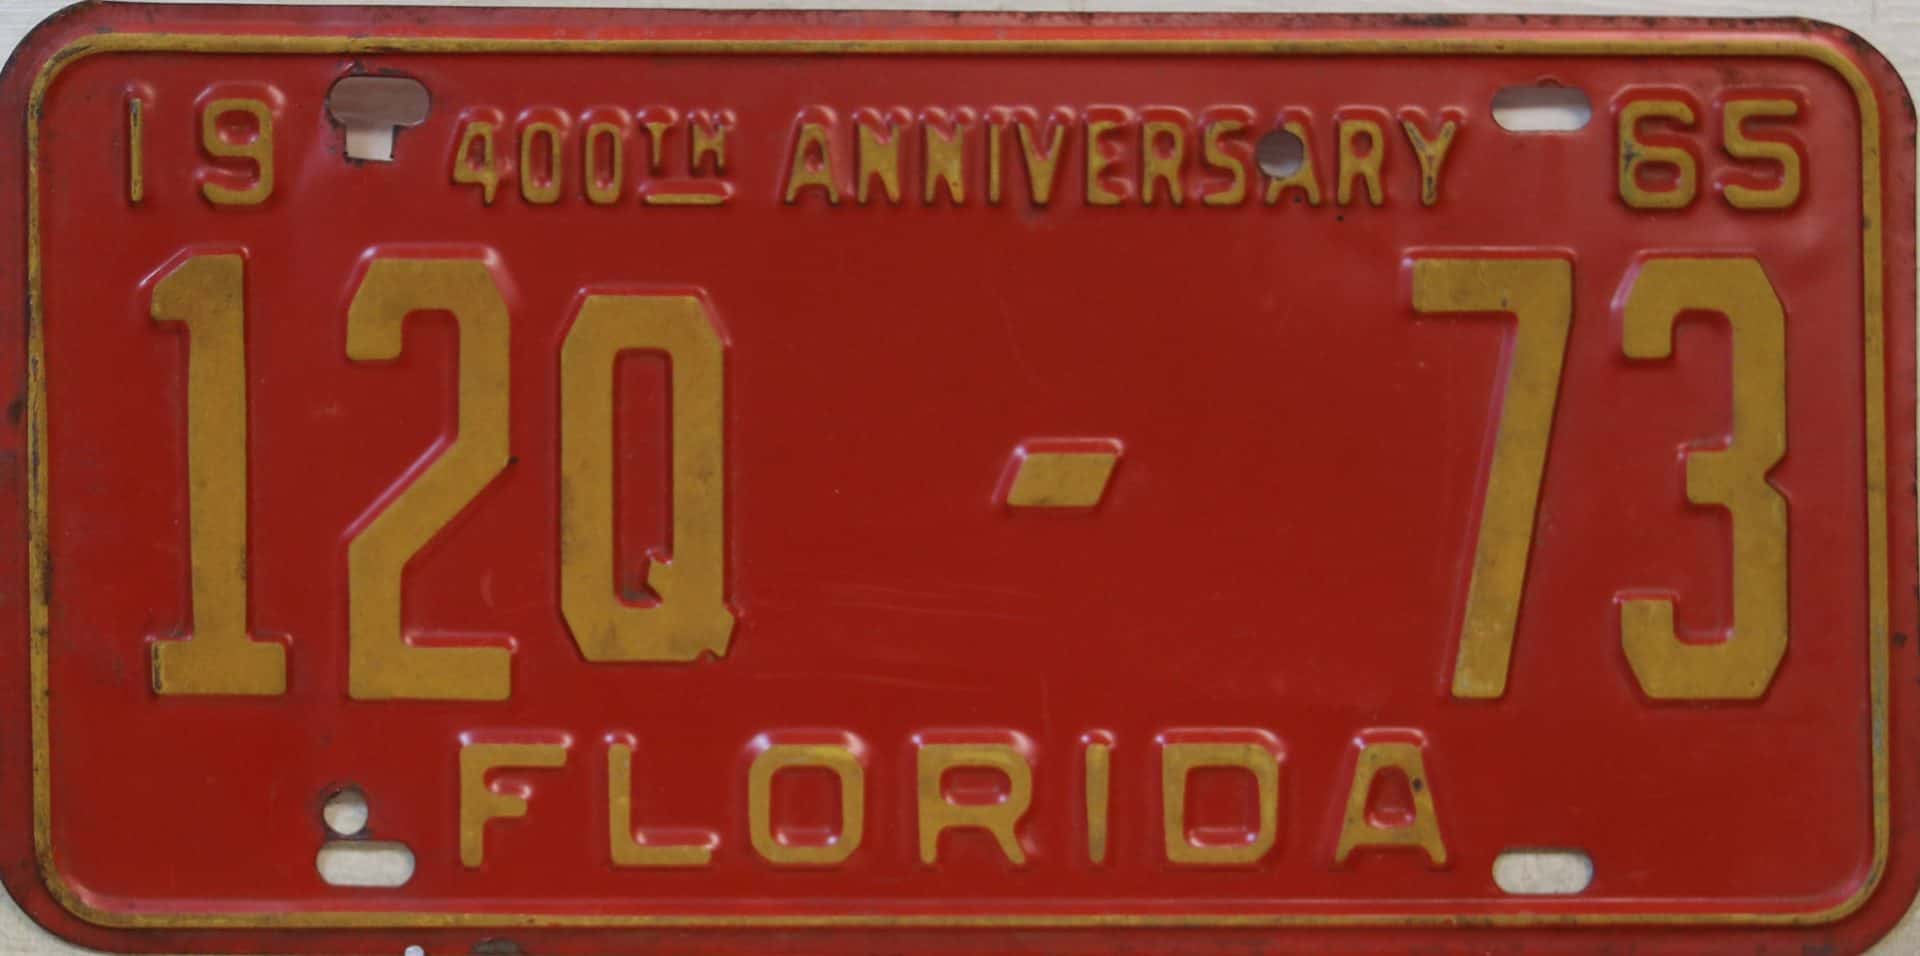 19 400TH ANNIVERSARY 65
12Q - 73
FLORIDA